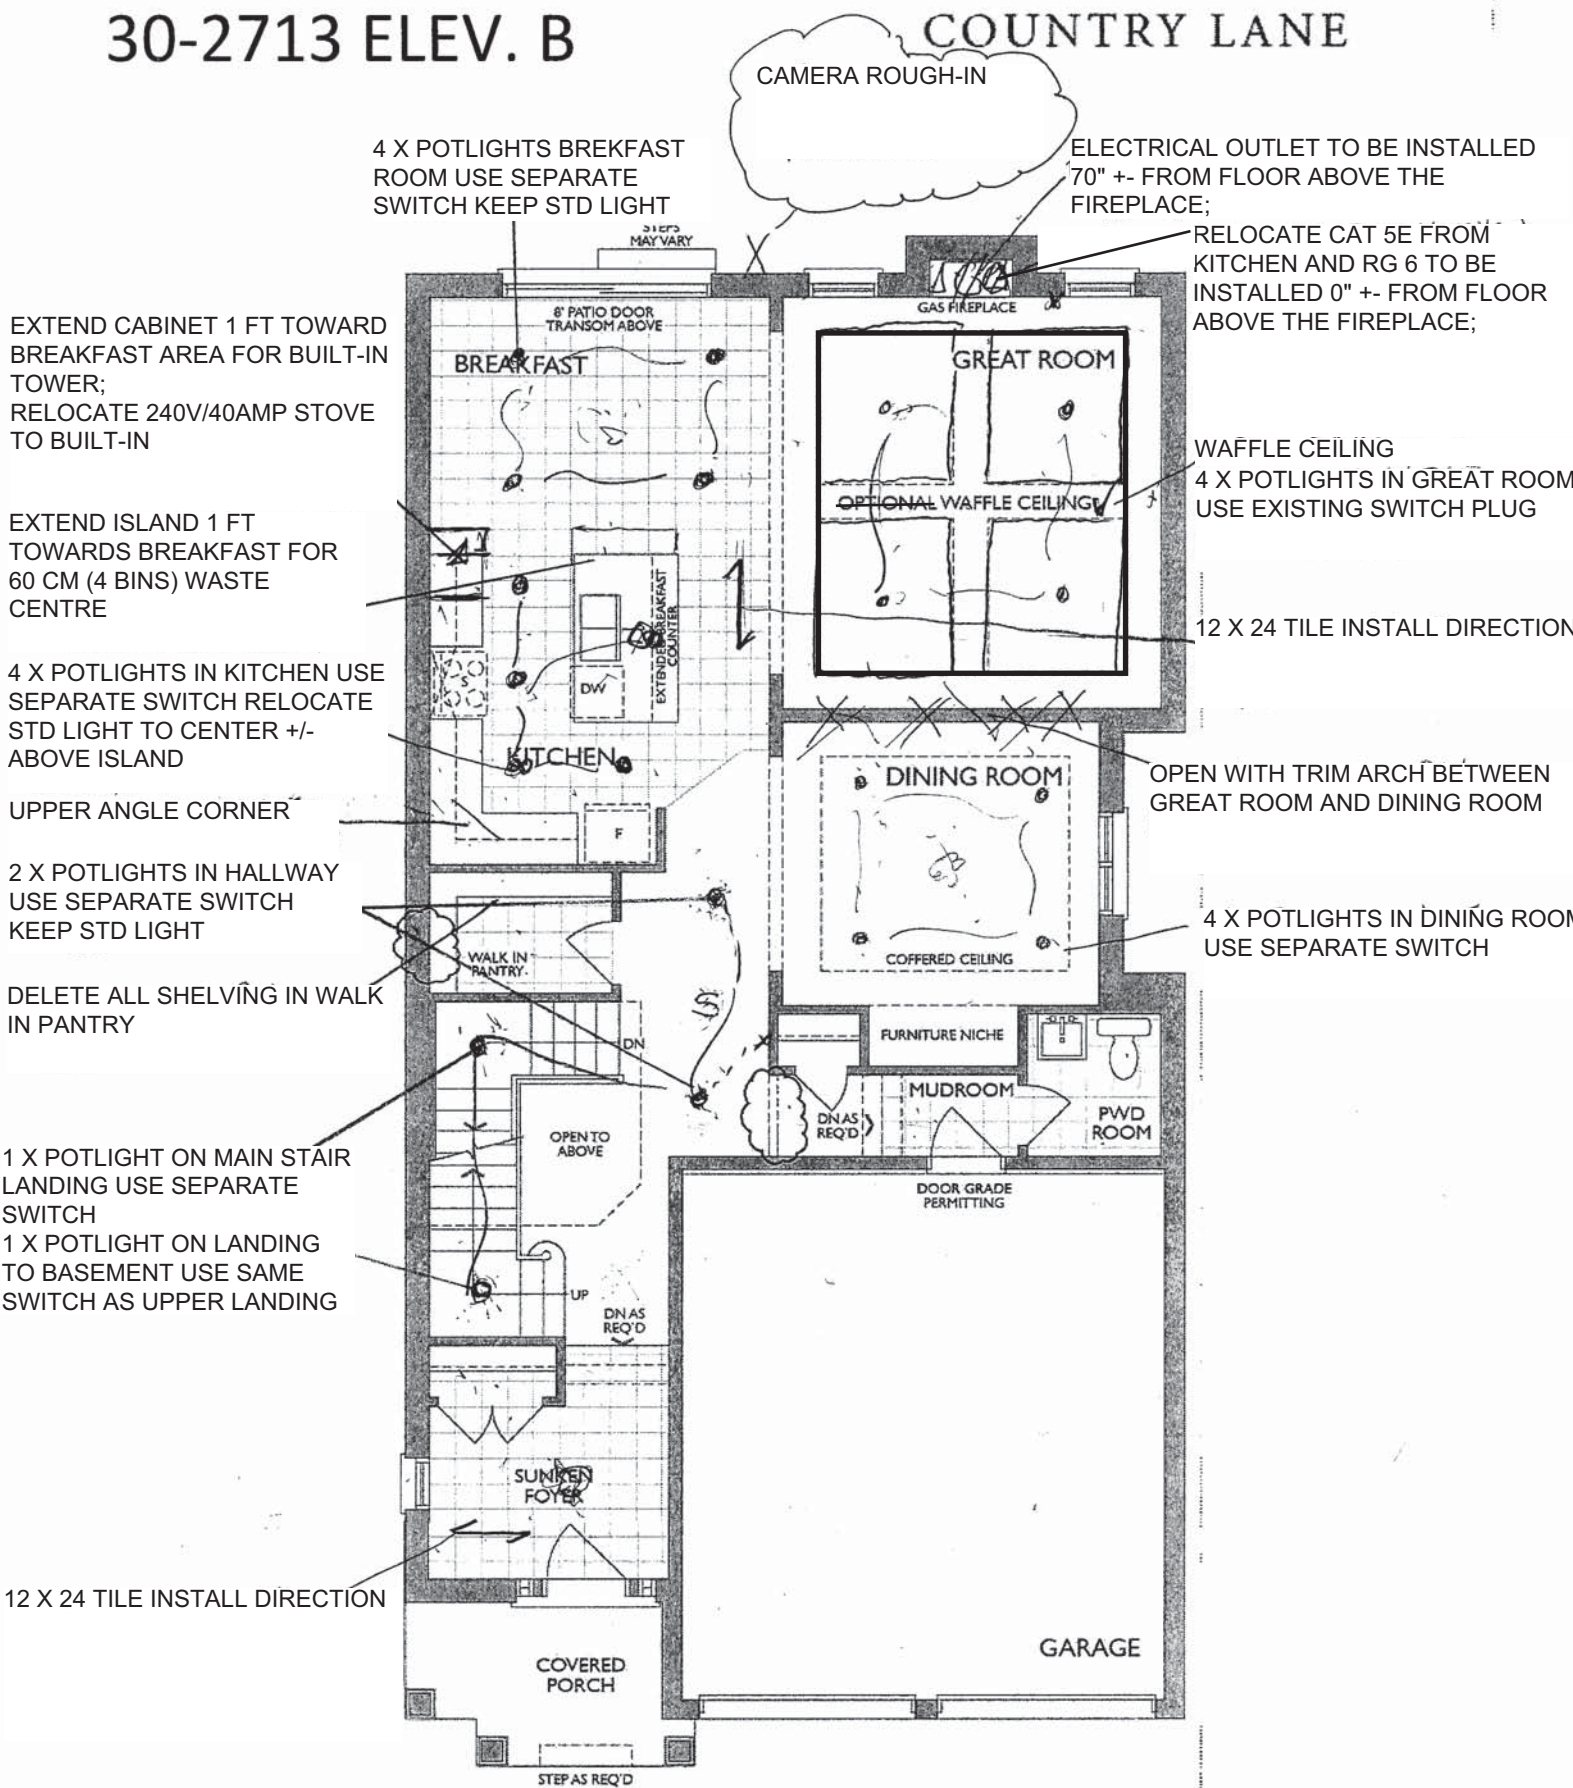 30-2713 ELEV. B
COUNTRY LANE
CAMERA ROUGH-IN
4 X POTLIGHTS BREKFAST
ROOM USE SEPARATE
SWITCH KEEP STD LIGHT
ELECTRICAL OUTLET TO BE INSTALLED
70" +- FROM FLOOR ABOVE THE
FIREPLACE;
RELOCATE CAT 5E FROM
KITCHEN AND RG 6 TO BE
INSTALLED 0" +- FROM FLOOR
ABOVE THE FIREPLACE;
STEPS
MAY VARY
GAS FIREPLACE
8' PATIO DOOR
TRANSOM ABOVE
BREAKFAST
GREAT ROOM
EXTEND CABINET 1 FT TOWARD
BREAKFAST AREA FOR BUILT-IN
TOWER;
RELOCATE 240V/40AMP STOVE
TO BUILT-IN
WAFFLE CEILING
4 X POTLIGHTS IN GREAT ROOM
USE EXISTING SWITCH PLUG
OPTIONAL WAFFLE CEILING
EXTEND ISLAND 1 FT
TOWARDS BREAKFAST FOR
60 CM (4 BINS) WASTE
CENTRE
EXTENDED BREAKFAST
COUNTER
12 X 24 TILE INSTALL DIRECTION
4 X POTLIGHTS IN KITCHEN USE
SEPARATE SWITCH RELOCATE
STD LIGHT TO CENTER +/-
ABOVE ISLAND
S
DW
KITCHEN
DINING ROOM
OPEN WITH TRIM ARCH BETWEEN
GREAT ROOM AND DINING ROOM
UPPER ANGLE CORNER
F
2 X POTLIGHTS IN HALLWAY
USE SEPARATE SWITCH
KEEP STD LIGHT
4 X POTLIGHTS IN DINING ROOM
USE SEPARATE SWITCH
WALK IN
PANTRY
COFFERED CEILING
DELETE ALL SHELVING IN WALK
IN PANTRY
DN
FURNITURE NICHE
MUDROOM
DN AS
REQ'D
PWD
ROOM
OPEN TO
ABOVE
1 X POTLIGHT ON MAIN STAIR
LANDING USE SEPARATE
SWITCH
1 X POTLIGHT ON LANDING
TO BASEMENT USE SAME
SWITCH AS UPPER LANDING
DOOR GRADE
PERMITTING
UP
DN AS
REQ'D
SUNKEN
FOYER
12 X 24 TILE INSTALL DIRECTION
GARAGE
COVERED
PORCH
STEP AS REQ'D